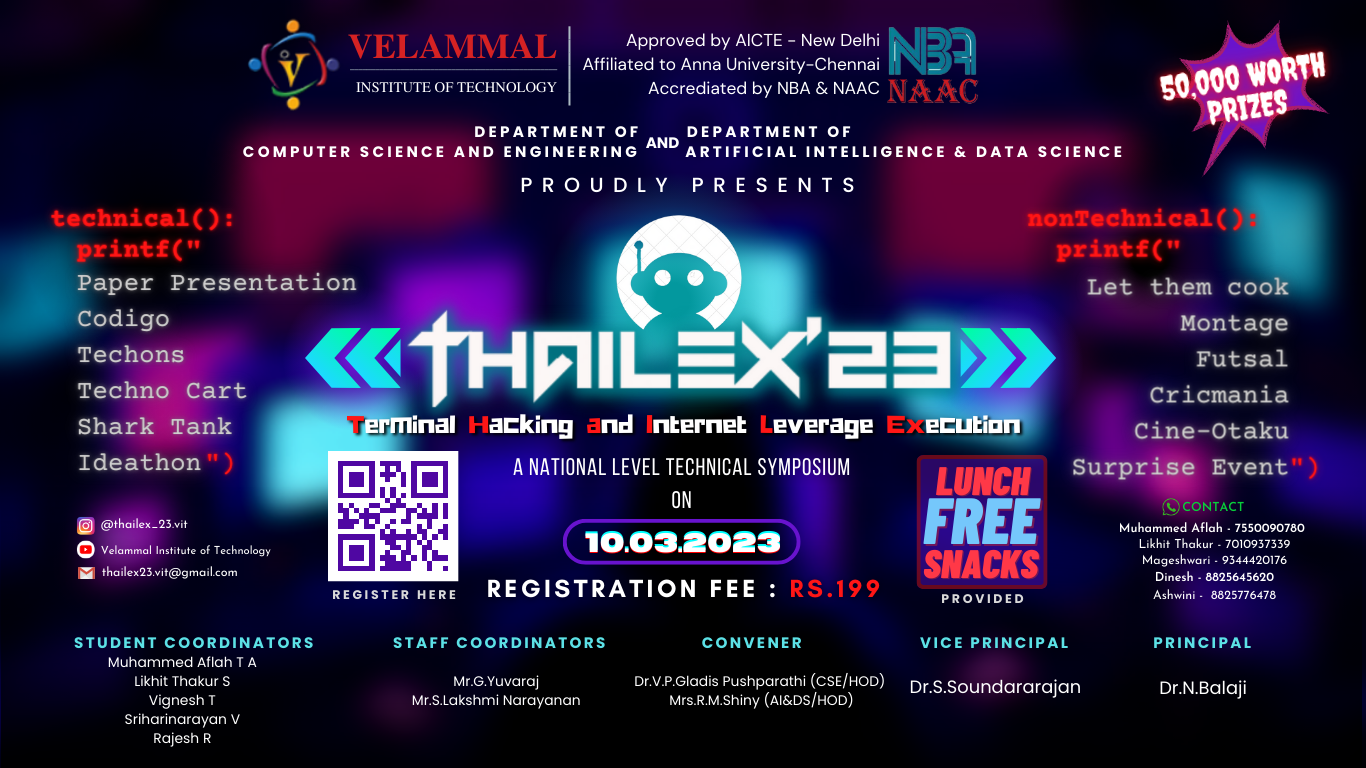 VELAMMAL
INSTITUTE OF TECHNOLOGY
V
Approved by AICTE - New Delhi
Affiliated to Anna University-Chennai
Accrediated by NBA & NAAC
NBA
NAAC
50,000 WORTH
PRIZES
DEPARTMENT OF
COMPUTER SCIENCE AND ENGINEERING
AND
DEPARTMENT OF
ARTIFICIAL INTELLIGENCE & DATA SCIENCE
PROUDLY PRESENTS
technical():
printf("
Paper Presentation
Codigo
Techons
Techno Cart
Shark Tank
Ideathon")
nonTechnical():
printf("
Let them cook
Montage
Futsal
Cricmania
Cine-Otaku
Surprise Event")
THAILEX'23
Terminal Hacking and Internet Leverage Execution
A NATIONAL LEVEL TECHNICAL SYMPOSIUM
ON
10.03.2023
REGISTRATION FEE : RS.199
REGISTER HERE
LUNCH
FREE
SNACKS
PROVIDED
@thailex_23.vit
Velammal Institute of Technology
thailex23.vit@gmail.com
CONTACT
Muhammed Aflah - 7550090780
Likhit Thakur - 7010937339
Mageshwari - 9344420176
Dinesh - 8825645620
Ashwini - 8825776478
STUDENT COORDINATORS
Muhammed Aflah T A
Likhit Thakur S
Vignesh T
Sriharinarayan V
Rajesh R
STAFF COORDINATORS
Mr.G.Yuvaraj
Mr.S.Lakshmi Narayanan
CONVENER
Dr.V.P.Gladis Pushparathi (CSE/HOD)
Mrs.R.M.Shiny (AI&DS/HOD)
VICE PRINCIPAL
Dr.S.Soundararajan
PRINCIPAL
Dr.N.Balaji